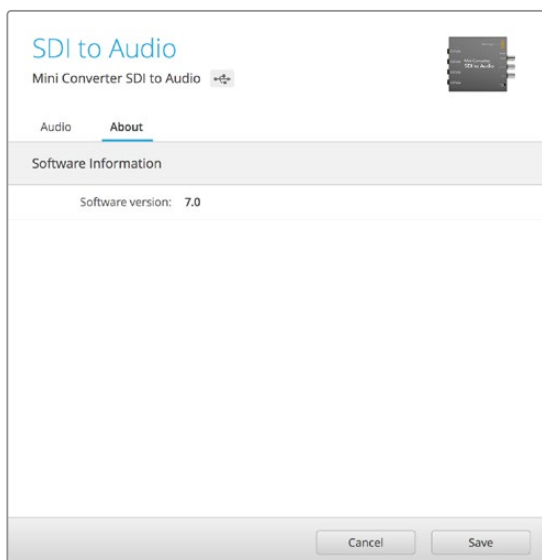 SDI to Audio
Mini Converter SDI to Audio
Audio About
Software Information
Software version: 7.0
Cancel Save